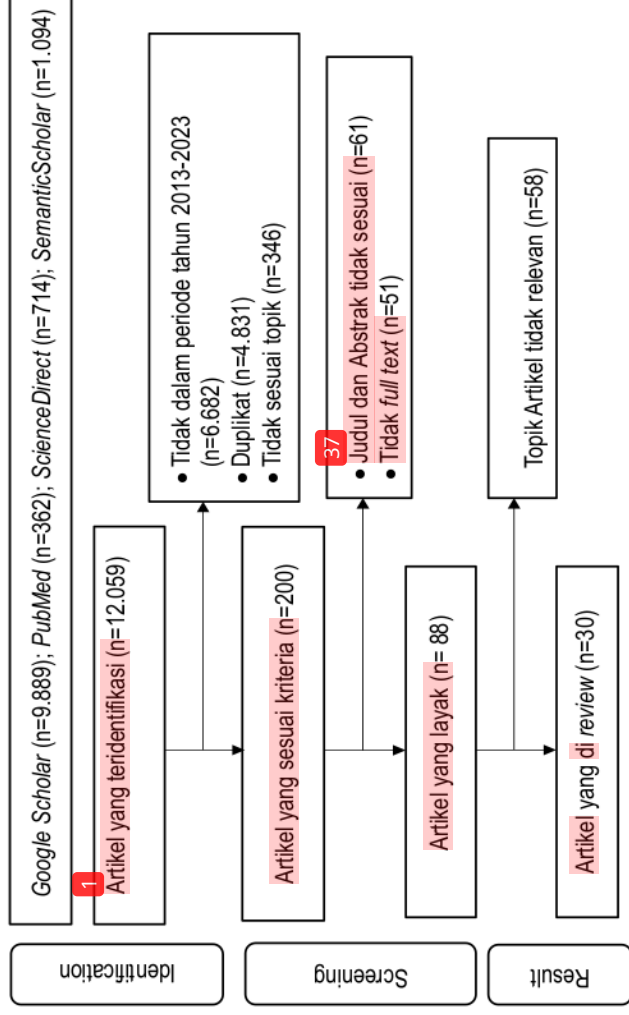 Google Scholar (n=9.889); PubMed (n=362); ScienceDirect (n=714); SemanticScholar (n=1.094)
Identification
1
Artikel yang teridentifikasi (n=12.059)
• Tidak dalam periode tahun 2013-2023
(n=6.682)
• Duplikat (n=4.831)
• Tidak sesuai topik (n=346)
Screening
Artikel yang sesuai kriteria (n=200)
37
• Judul dan Abstrak tidak sesuai (n=61)
• Tidak full text (n=51)
Artikel yang layak (n= 88)
Topik Artikel tidak relevan (n=58)
Result
Artikel yang di review (n=30)